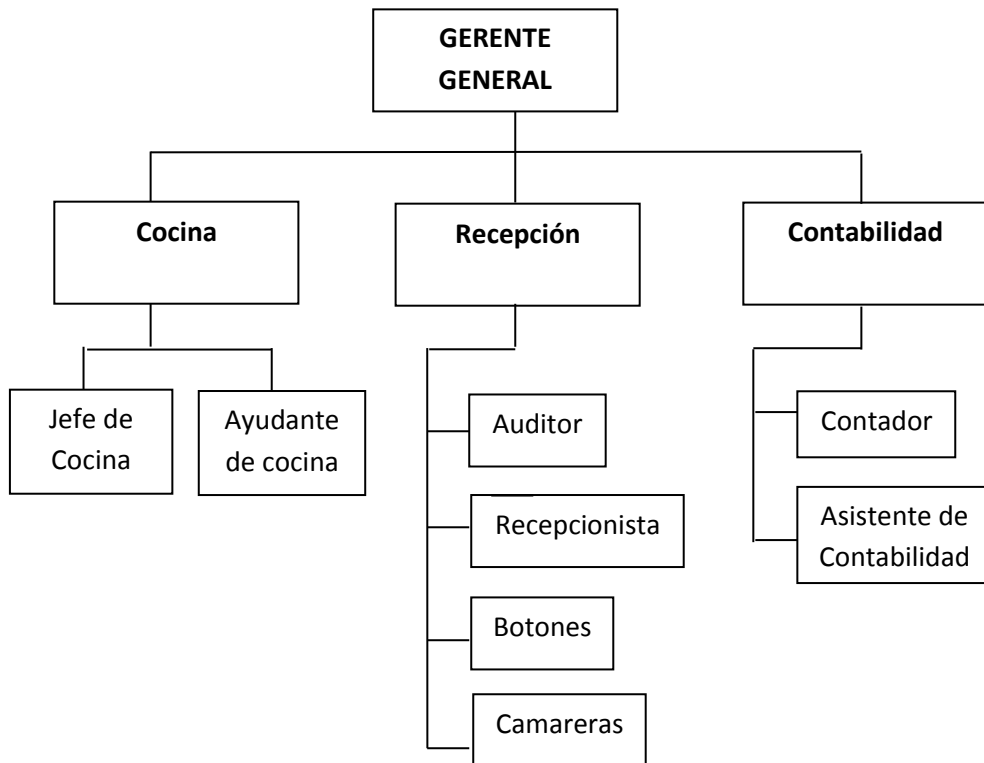 GERENTE
GENERAL
Cocina
Recepción
Contabilidad
Jefe de
Cocina
Ayudante
de cocina
Auditor
Recepcionista
Botones
Camareras
Contador
Asistente de
Contabilidad